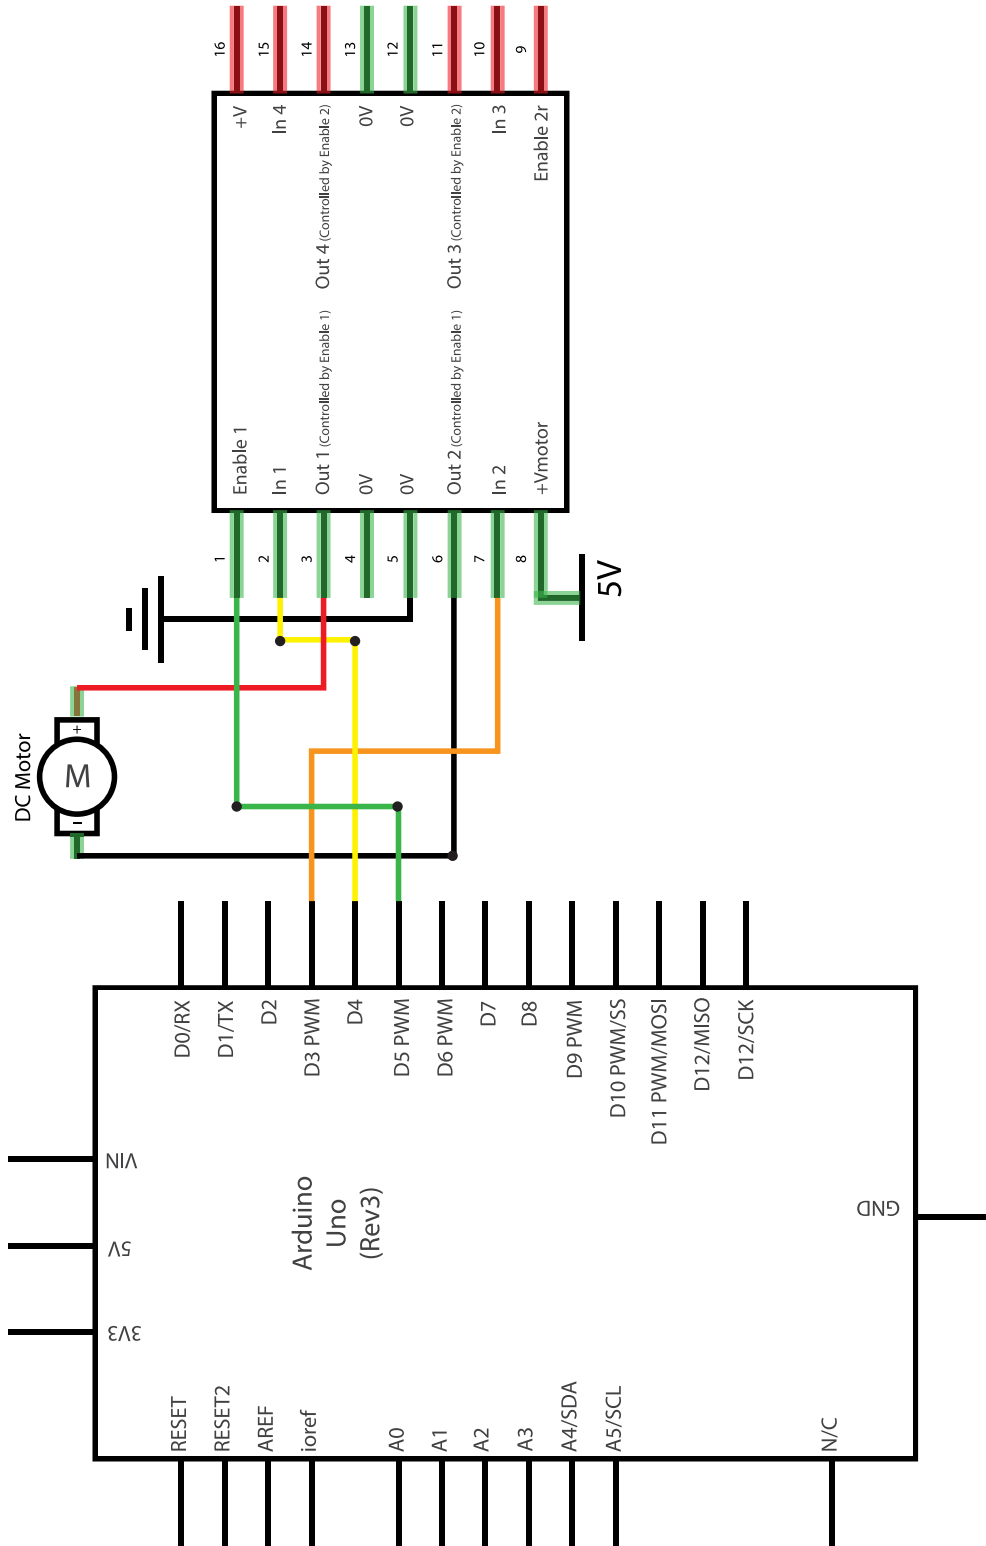 16
15
14
13
12
11
10
9
+V
In 4
Out 4 (Controlled by Enable 2)
0V
0V
Out 3 (Controlled by Enable 2)
In 3
Enable 2r
Enable 1
In 1
Out 1 (Controlled by Enable 1)
0V
0V
Out 2 (Controlled by Enable 1)
In 2
+Vmotor
1
2
3
4
5
6
7
8
5V
DC Motor
+
M
-
D0/RX
D1/TX
D2
D3 PWM
D4
D5 PWM
D6 PWM
D7
D8
D9 PWM
D10 PWM/SS
D11 PWM/MOSI
D12/MISO
D12/SCK
VIN
5V
3V3
Arduino
Uno
(Rev3)
GND
RESET
RESET2
AREF
ioref
A0
A1
A2
A3
A4/SDA
A5/SCL
N/C